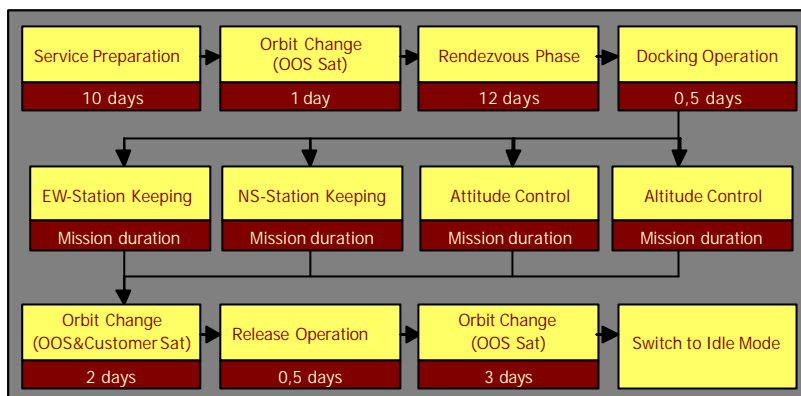 Service Preparation
10 days
Orbit Change
(OOS Sat)
1 day
Rendezvous Phase
12 days
Docking Operation
0,5 days
EW-Station Keeping
Mission duration
NS-Station Keeping
Mission duration
Attitude Control
Mission duration
Altitude Control
Mission duration
Orbit Change
(OOS&Customer Sat)
2 days
Release Operation
0,5 days
Orbit Change
(OOS Sat)
3 days
Switch to Idle Mode